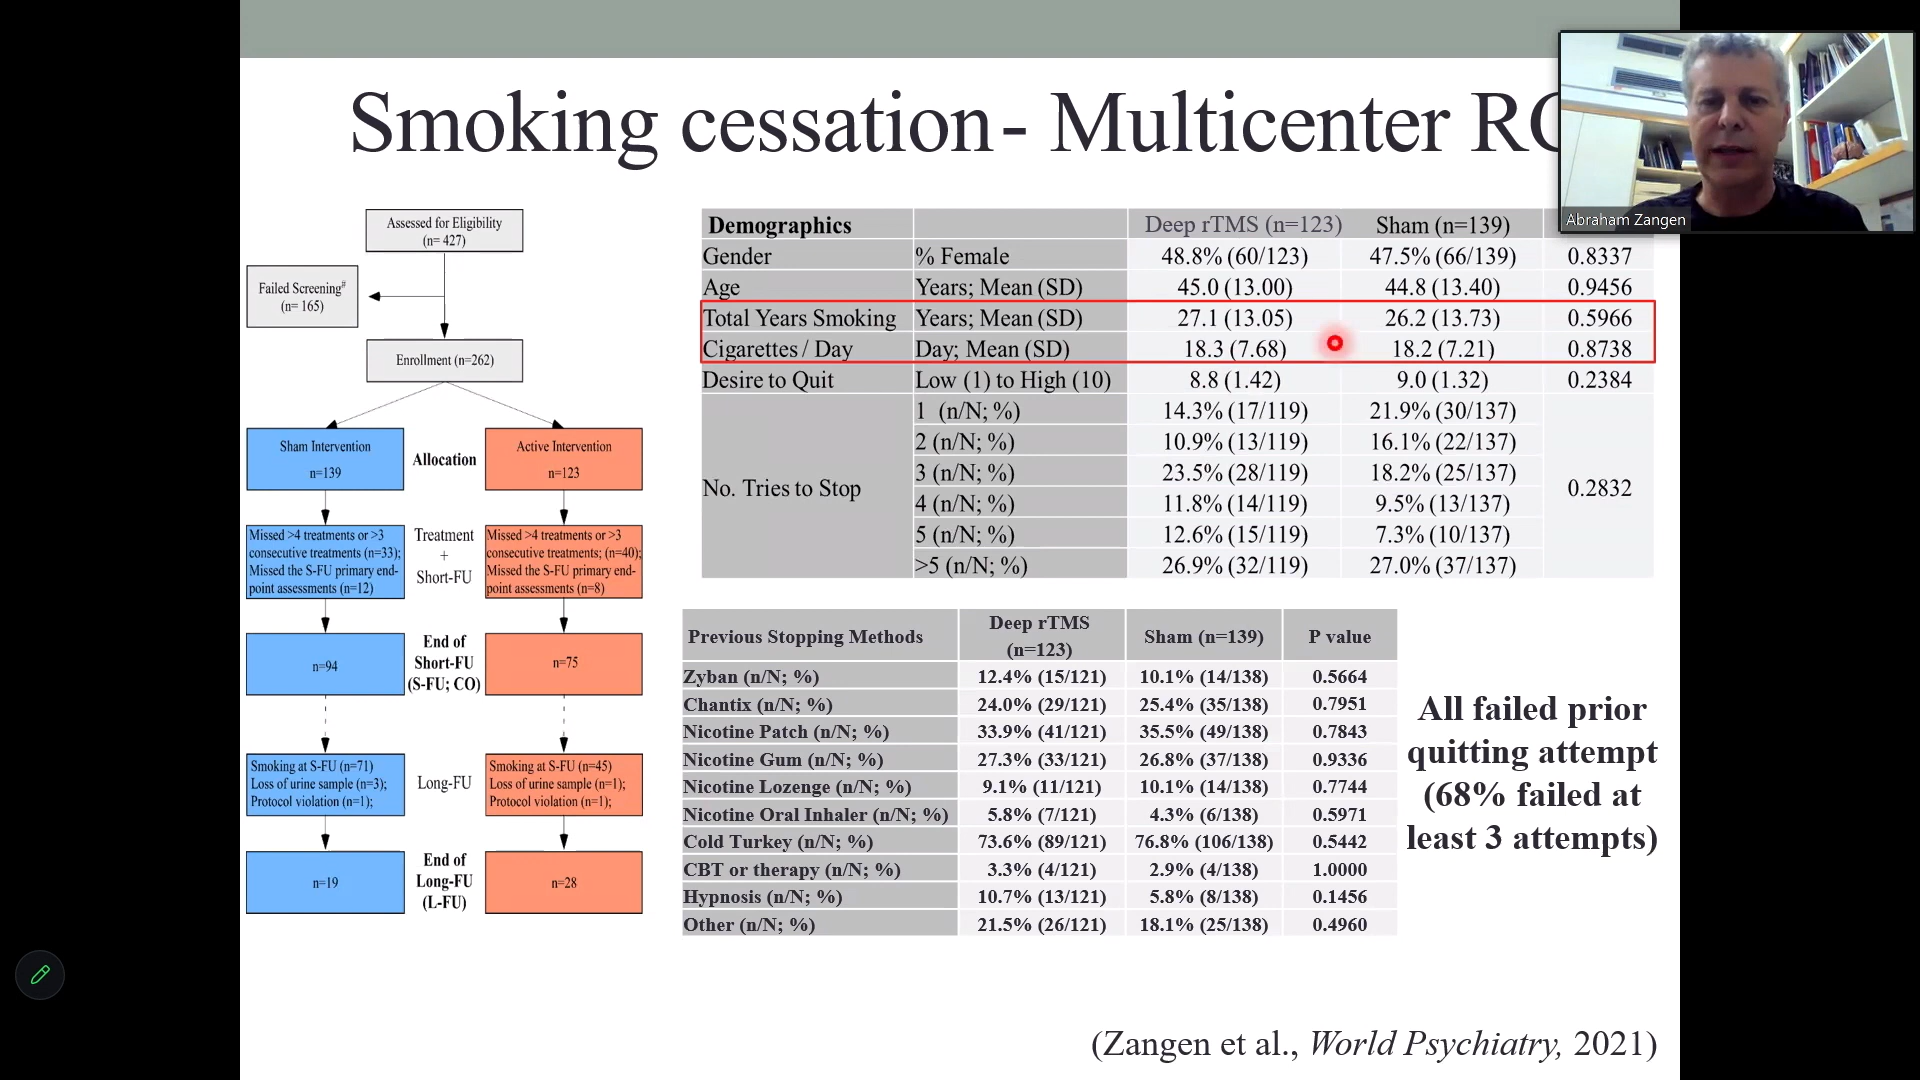 Smoking cessation- Multicenter
Abraham Zangen
Assessed for Eligibility
(n= 427)
Failed Screening#
(n= 165)
Enrollment (n=262)
Sham Intervention
n=139
Allocation
Active Intervention
n=123
Missed >4 treatments or >3
consecutive treatments (n=33);
Missed the S-FU primary end-
point assessments (n=12)
Treatment
+
Short-FU
Missed >4 treatments or >3
consecutive treatments; (n=40);
Missed the S-FU primary end-
point assessments (n=8)
n=94
End of
Short-FU
(S-FU; CO)
n=75
Smoking at S-FU (n=71)
Loss of urine sample (n=3);
Protocol violation (n=1);
Long-FU
Smoking at S-FU (n=45)
Loss of urine sample (n=1);
Protocol violation (n=1);
n=19
End of
Long-FU
(L-FU)
n=28
Demographics Deep rTMS (n=123) Sham (n=139)
Gender % Female 48.8% (60/123) 47.5% (66/139) 0.8337
Age Years; Mean (SD) 45.0 (13.00) 44.8 (13.40) 0.9456
Total Years Smoking Years; Mean (SD) 27.1 (13.05) 26.2 (13.73) 0.5966
Cigarettes / Day Day; Mean (SD) 18.3 (7.68) 18.2 (7.21) 0.8738
Desire to Quit Low (1) to High (10) 8.8 (1.42) 9.0 (1.32) 0.2384
No. Tries to Stop 1 (n/N; %) 14.3% (17/119) 21.9% (30/137) 0.2832
2 (n/N; %) 10.9% (13/119) 16.1% (22/137)
3 (n/N; %) 23.5% (28/119) 18.2% (25/137)
4 (n/N; %) 11.8% (14/119) 9.5% (13/137)
5 (n/N; %) 12.6% (15/119) 7.3% (10/137)
>5 (n/N; %) 26.9% (32/119) 27.0% (37/137)
Previous Stopping Methods Deep rTMS (n=123) Sham (n=139) P value
Zyban (n/N; %) 12.4% (15/121) 10.1% (14/138) 0.5664
Chantix (n/N; %) 24.0% (29/121) 25.4% (35/138) 0.7951
Nicotine Patch (n/N; %) 33.9% (41/121) 35.5% (49/138) 0.7843
Nicotine Gum (n/N; %) 27.3% (33/121) 26.8% (37/138) 0.9336
Nicotine Lozenge (n/N; %) 9.1% (11/121) 10.1% (14/138) 0.7744
Nicotine Oral Inhaler (n/N; %) 5.8% (7/121) 4.3% (6/138) 0.5971
Cold Turkey (n/N; %) 73.6% (89/121) 76.8% (106/138) 0.5442
CBT or therapy (n/N; %) 3.3% (4/121) 2.9% (4/138) 1.0000
Hypnosis (n/N; %) 10.7% (13/121) 5.8% (8/138) 0.1456
Other (n/N; %) 21.5% (26/121) 18.1% (25/138) 0.4960
All failed prior
quitting attempt
(68% failed at
least 3 attempts)
(Zangen et al., World Psychiatry, 2021)